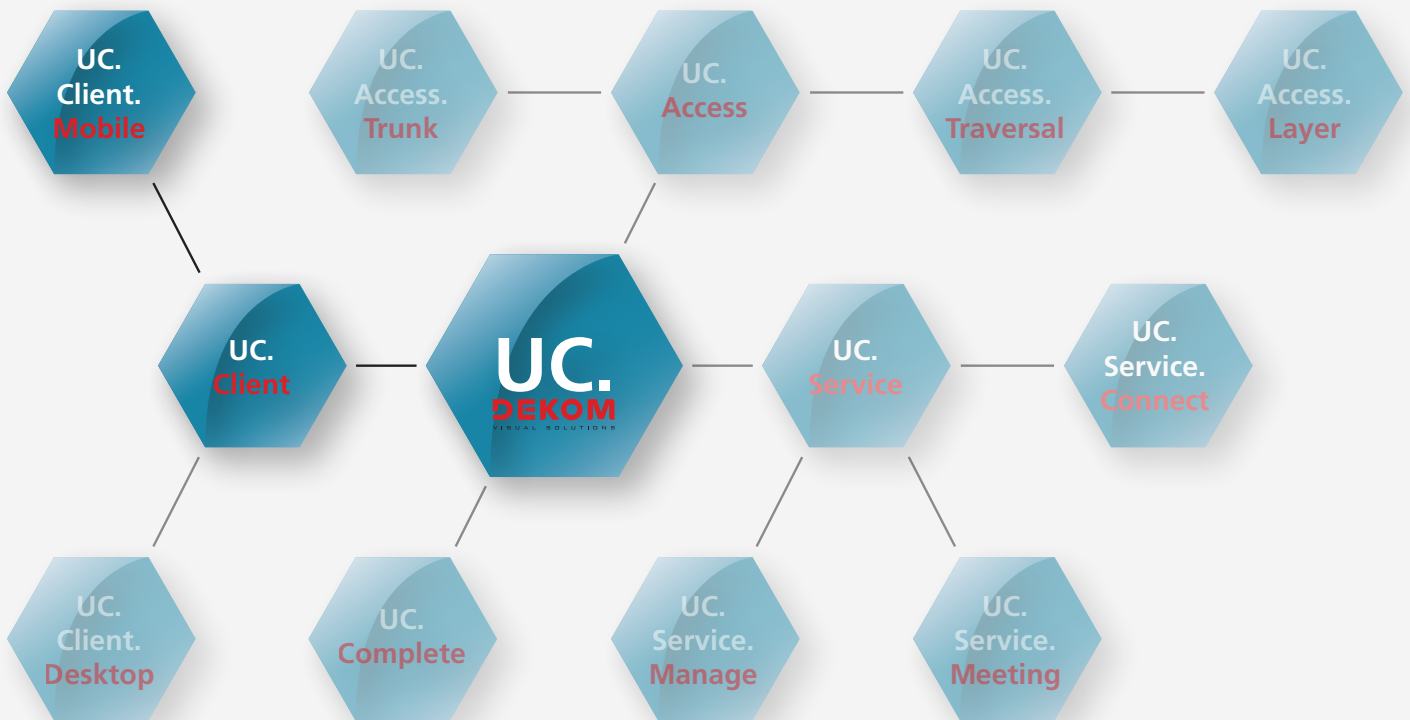 UC.
Client.
Mobile
UC.
Access.
Trunk
UC.
Access
UC.
Access.
Traversal
UC.
Access.
Layer
UC.
Client
UC.
DEKOM
VISUAL SOLUTIONS
UC.
Service
UC.
Service.
Connect
UC.
Client.
Desktop
UC.
Complete
UC.
Service.
Manage
UC.
Service.
Meeting